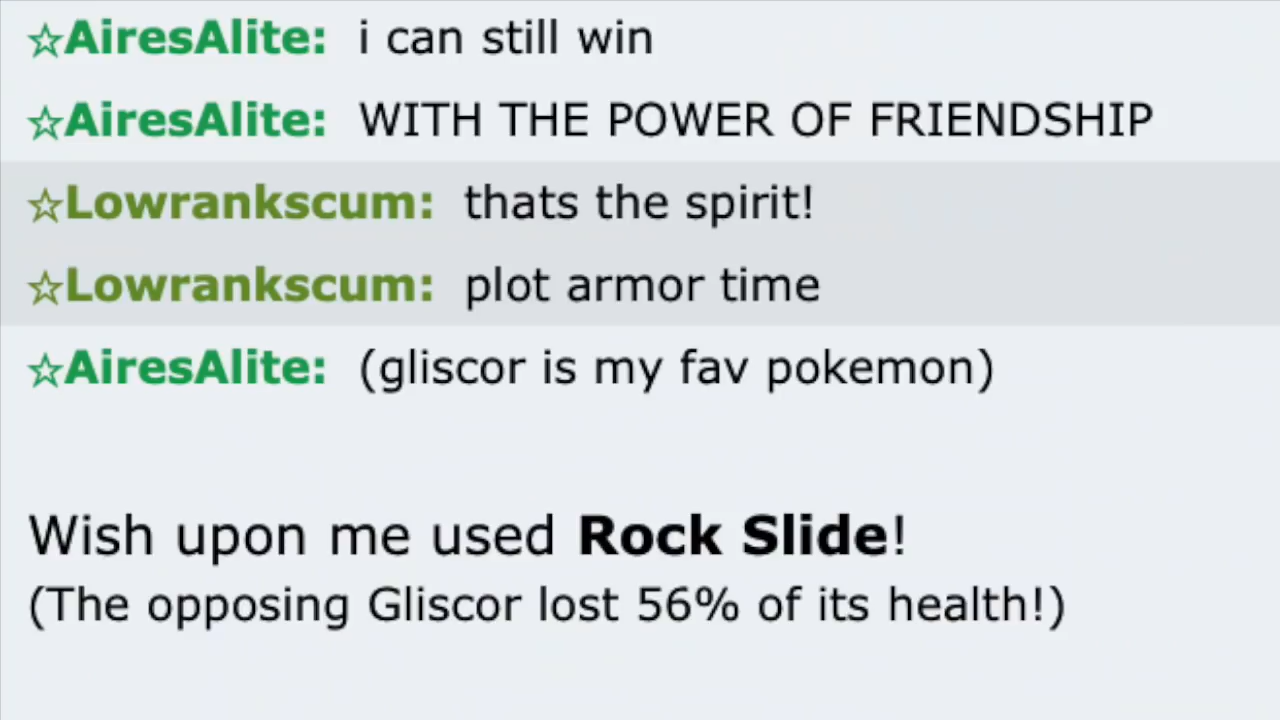 ☆AiresAlite: i can still win
☆AiresAlite: WITH THE POWER OF FRIENDSHIP
☆Lowrankscum: thats the spirit!
☆Lowrankscum: plot armor time
☆AiresAlite: (gliscor is my fav pokemon)
Wish upon me used Rock Slide!
(The opposing Gliscor lost 56% of its health!)